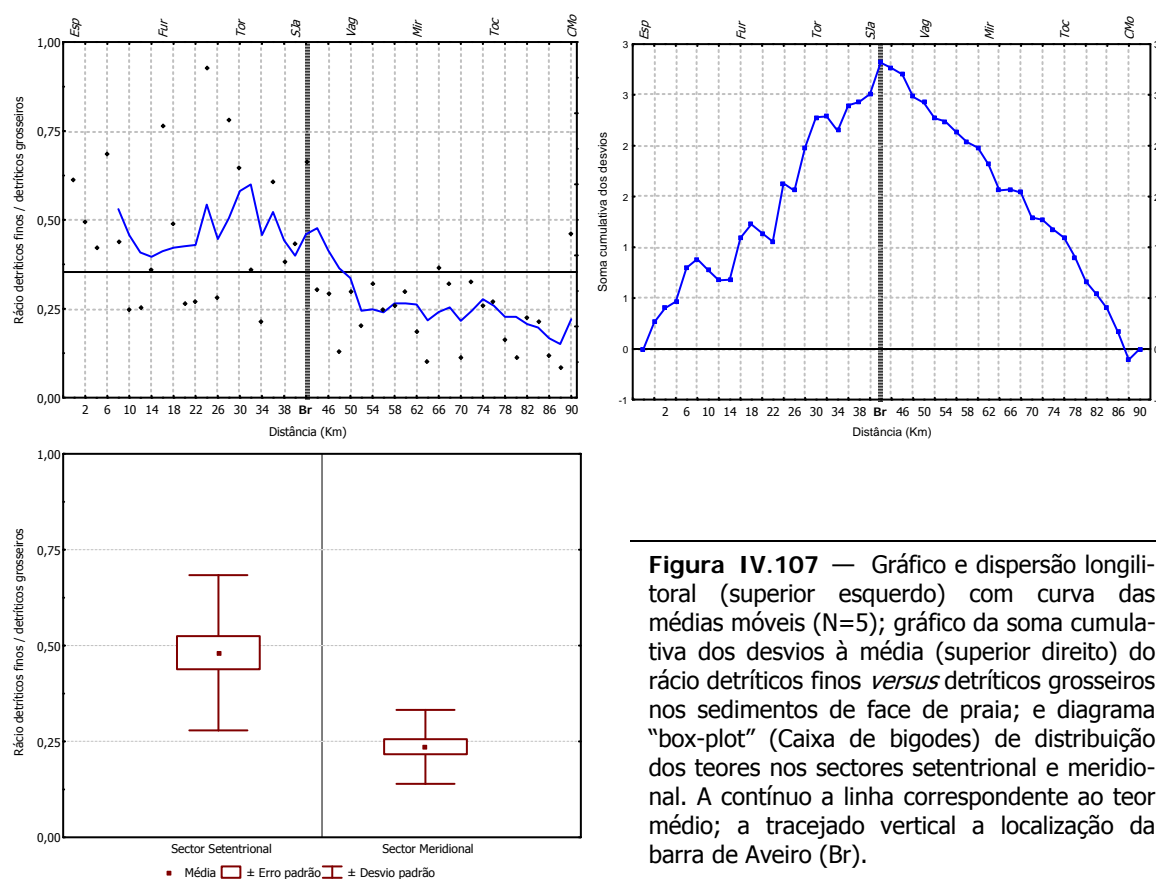 Esp Fur Tor SJa Vag Mir Toc CMo
1,00
0,75
0,50
0,25
0,00
Rácio detríticos finos / detríticos grosseiros
2 6 10 14 18 22 26 30 34 38 Br 46 50 54 58 62 66 70 74 78 82 86 90
Distância (Km)
Esp Fur Tor SJa Vag Mir Toc CMo
3
3
2
2
1
1
0
-1
Soma cumulativa dos desvios
2 6 10 14 18 22 26 30 34 38 Br 46 50 54 58 62 66 70 74 78 82 86 90
Distância (Km)
1,00
0,75
0,50
0,25
0,00
Rácio detríticos finos / detríticos grosseiros
Sector Setentrional Sector Meridional
Média ± Erro padrão ± Desvio padrão
Figura IV.107 — Gráfico e dispersão longili-
toral (superior esquerdo) com curva das
médias móveis (N=5); gráfico da soma cumula-
tiva dos desvios à média (superior direito) do
rácio detríticos finos versus detríticos grosseiros
nos sedimentos de face de praia; e diagrama
“box-plot” (Caixa de bigodes) de distribuição
dos teores nos sectores setentrional e meridio-
nal. A contínuo a linha correspondente ao teor
médio; a tracejado vertical a localização da
barra de Aveiro (Br).